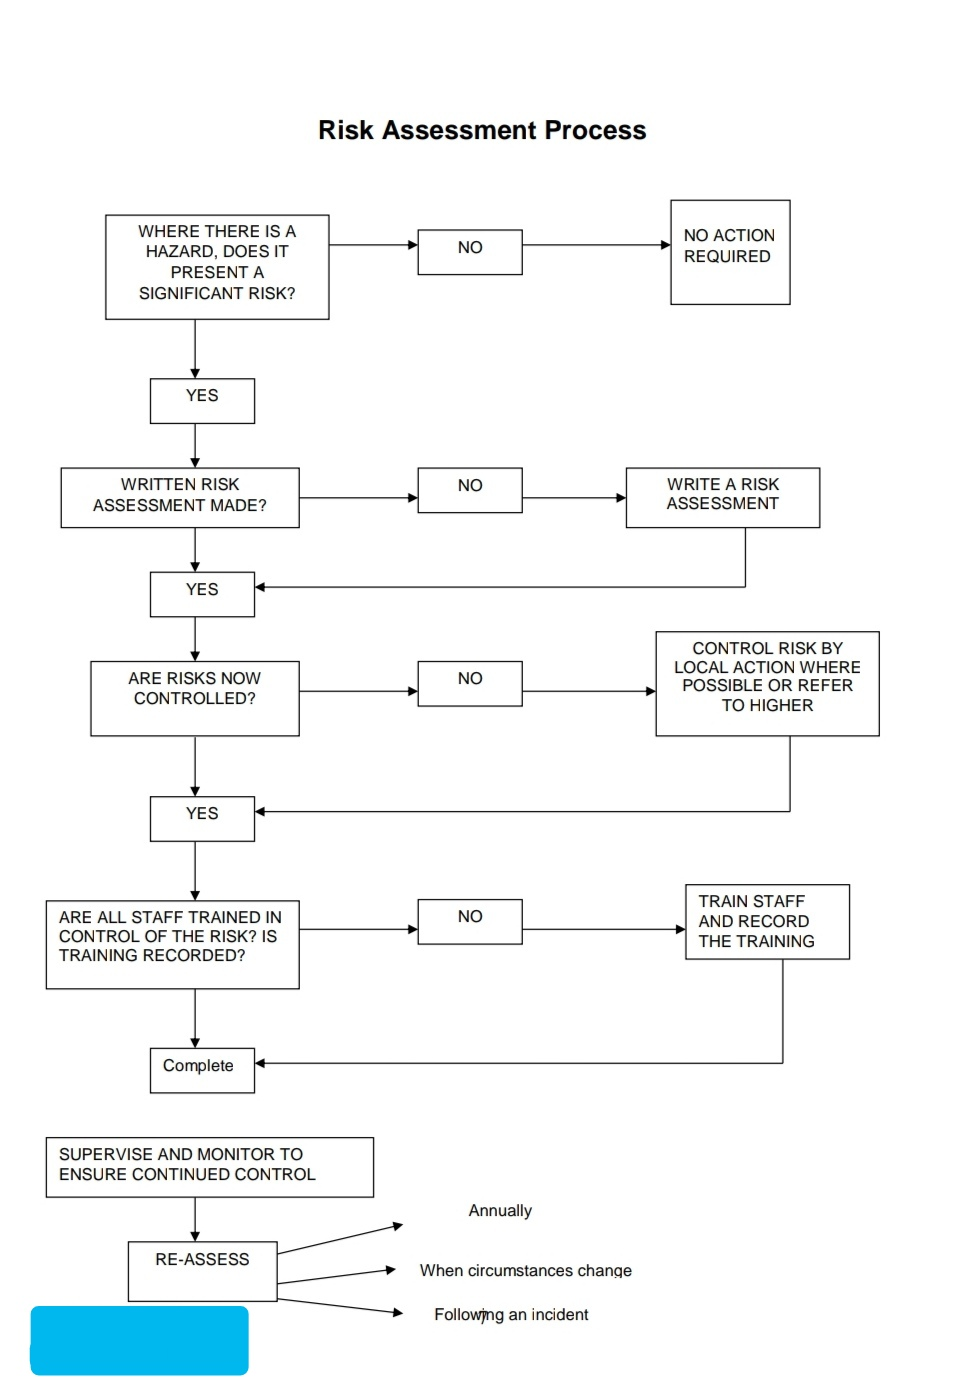 Risk Assessment Process
WHERE THERE IS A
HAZARD, DOES IT
PRESENT A
SIGNIFICANT RISK?
NO
NO ACTION
REQUIRED
YES
WRITTEN RISK
ASSESSMENT MADE?
NO
WRITE A RISK
ASSESSMENT
YES
ARE RISKS NOW
CONTROLLED?
NO
CONTROL RISK BY
LOCAL ACTION WHERE
POSSIBLE OR REFER
TO HIGHER
YES
ARE ALL STAFF TRAINED IN
CONTROL OF THE RISK? IS
TRAINING RECORDED?
NO
TRAIN STAFF
AND RECORD
THE TRAINING
Complete
SUPERVISE AND MONITOR TO
ENSURE CONTINUED CONTROL
RE-ASSESS
Annually
When circumstances change
Following an incident